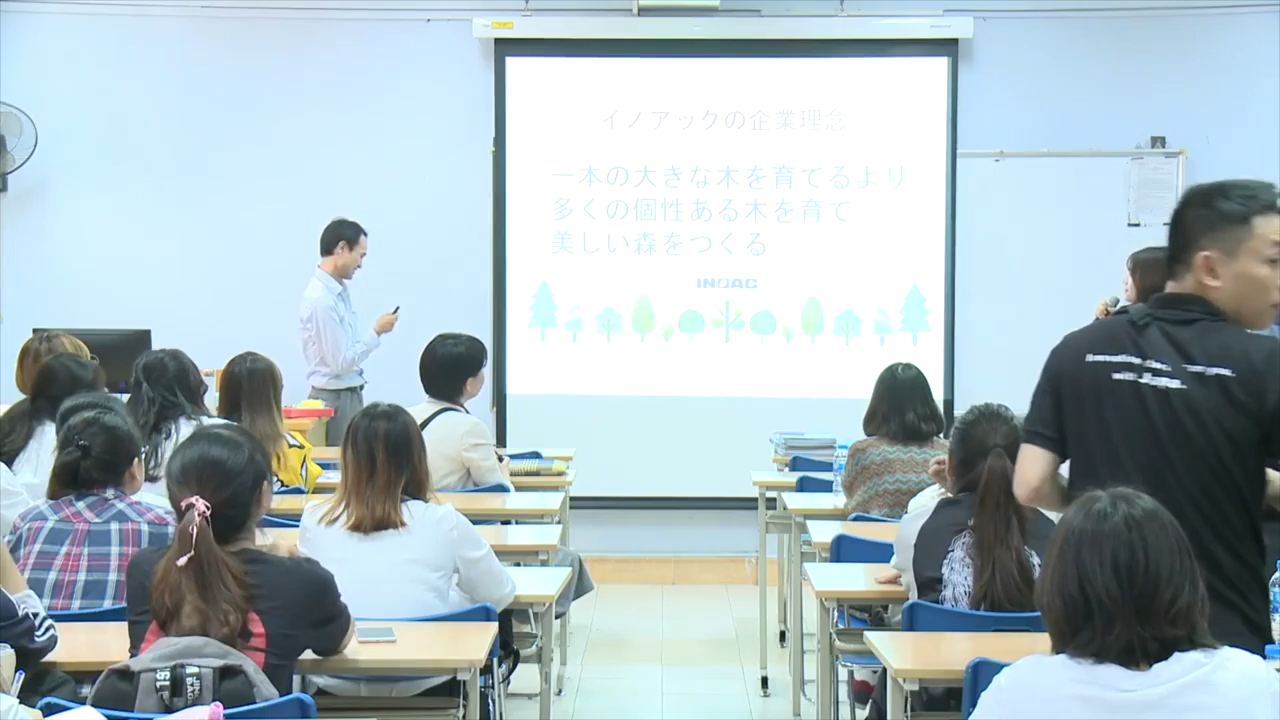 イノアックの企業理念
一本の大きな木を育てるより
多くの個性ある木を育て
美しい森をつくる
INOAC